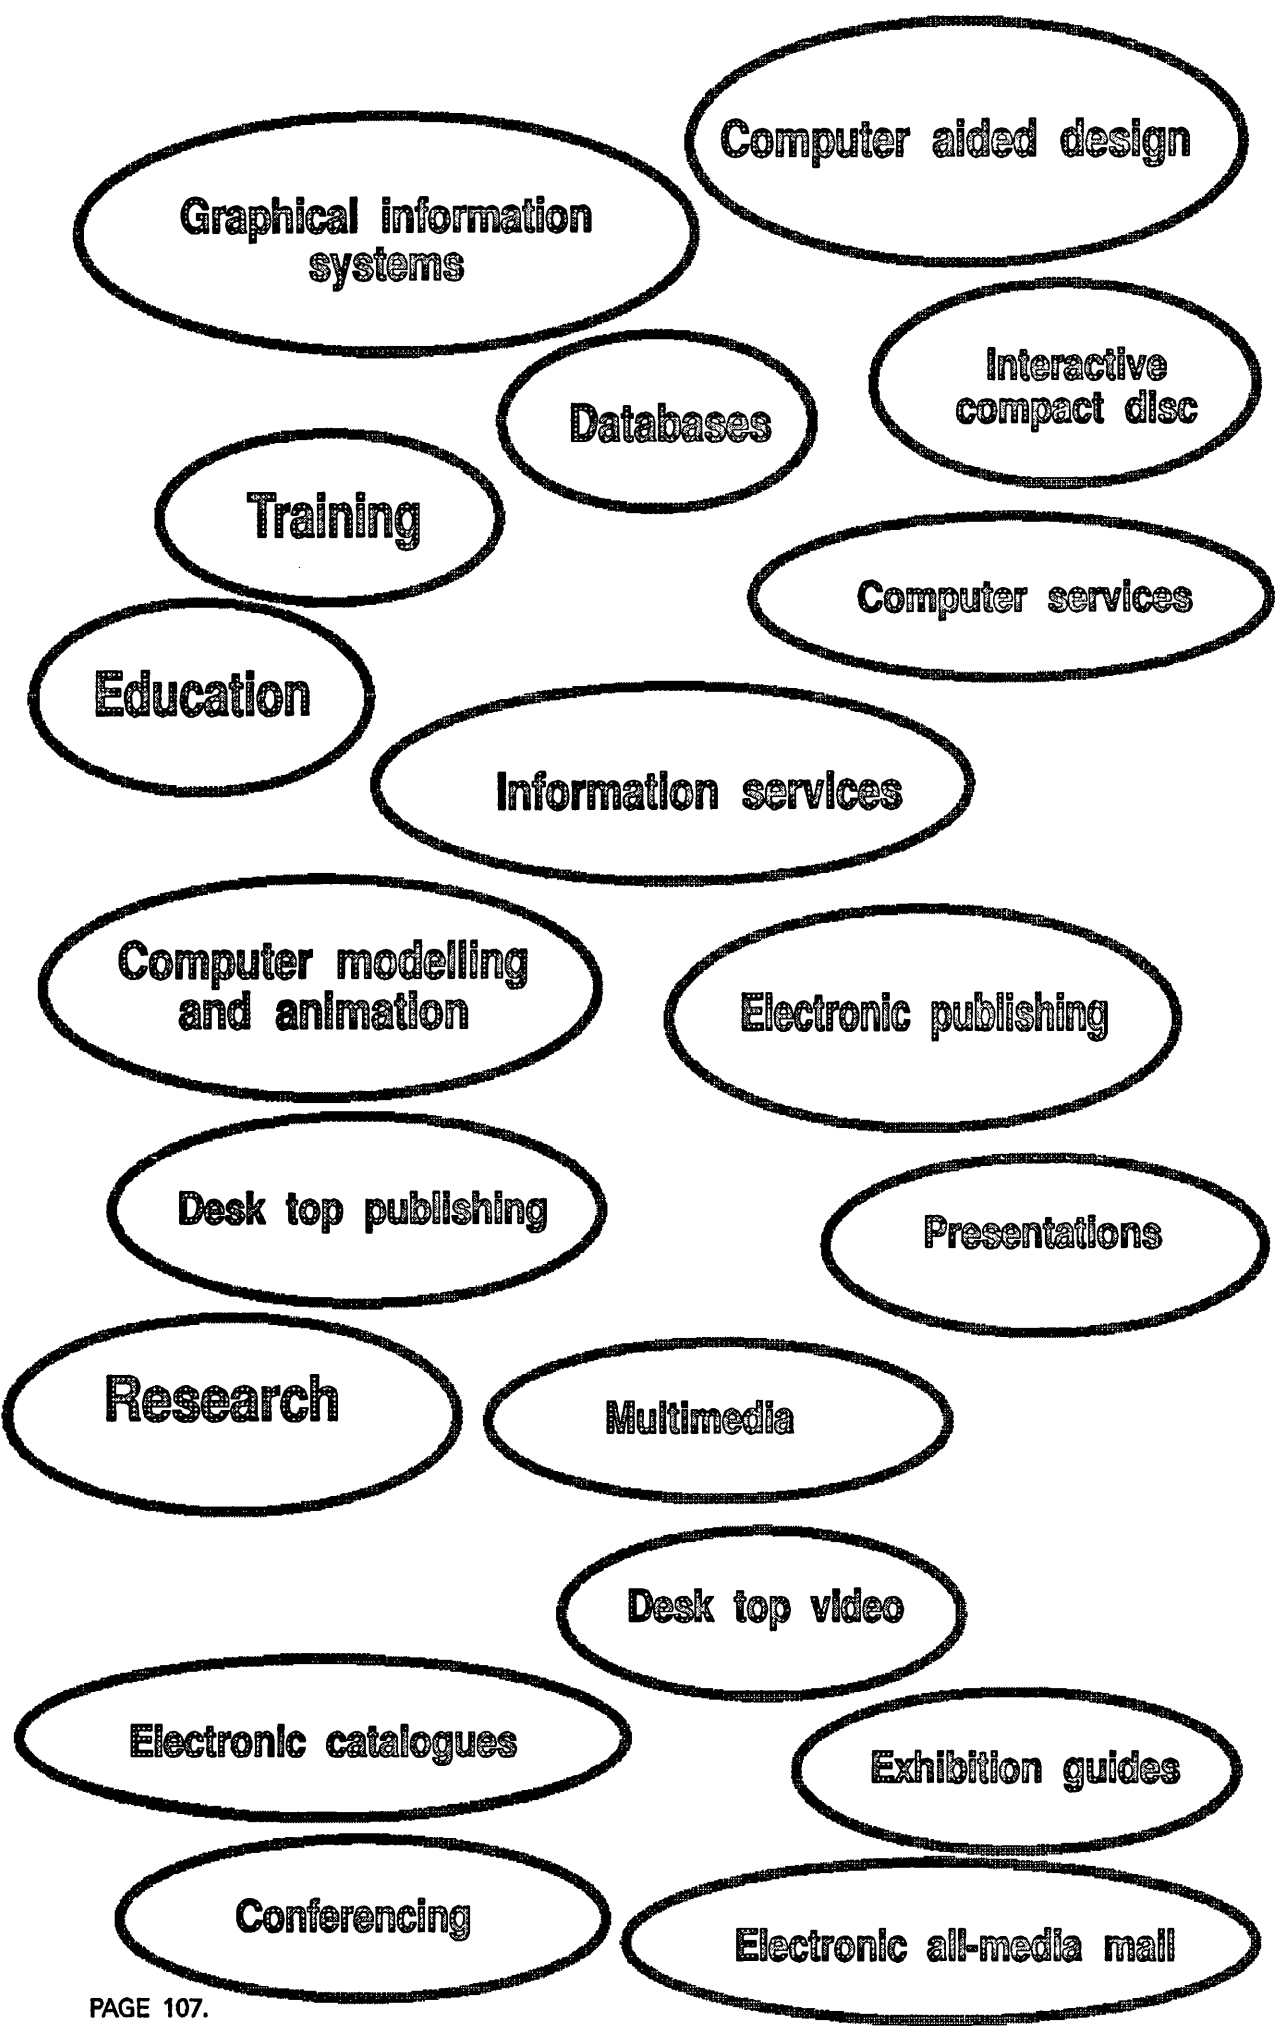 Computer aided design
Graphical information
systems
Interactive
compact disc
Databases
Training
Computer services
Education
Information services
Computer modelling
and animation
Electronic publishing
Desk top publishing
Presentations
Research
Multimedia
Desk top video
Electronic catalogues
Exhibition guides
Conferencing
Electronic all-media mail
PAGE 107.